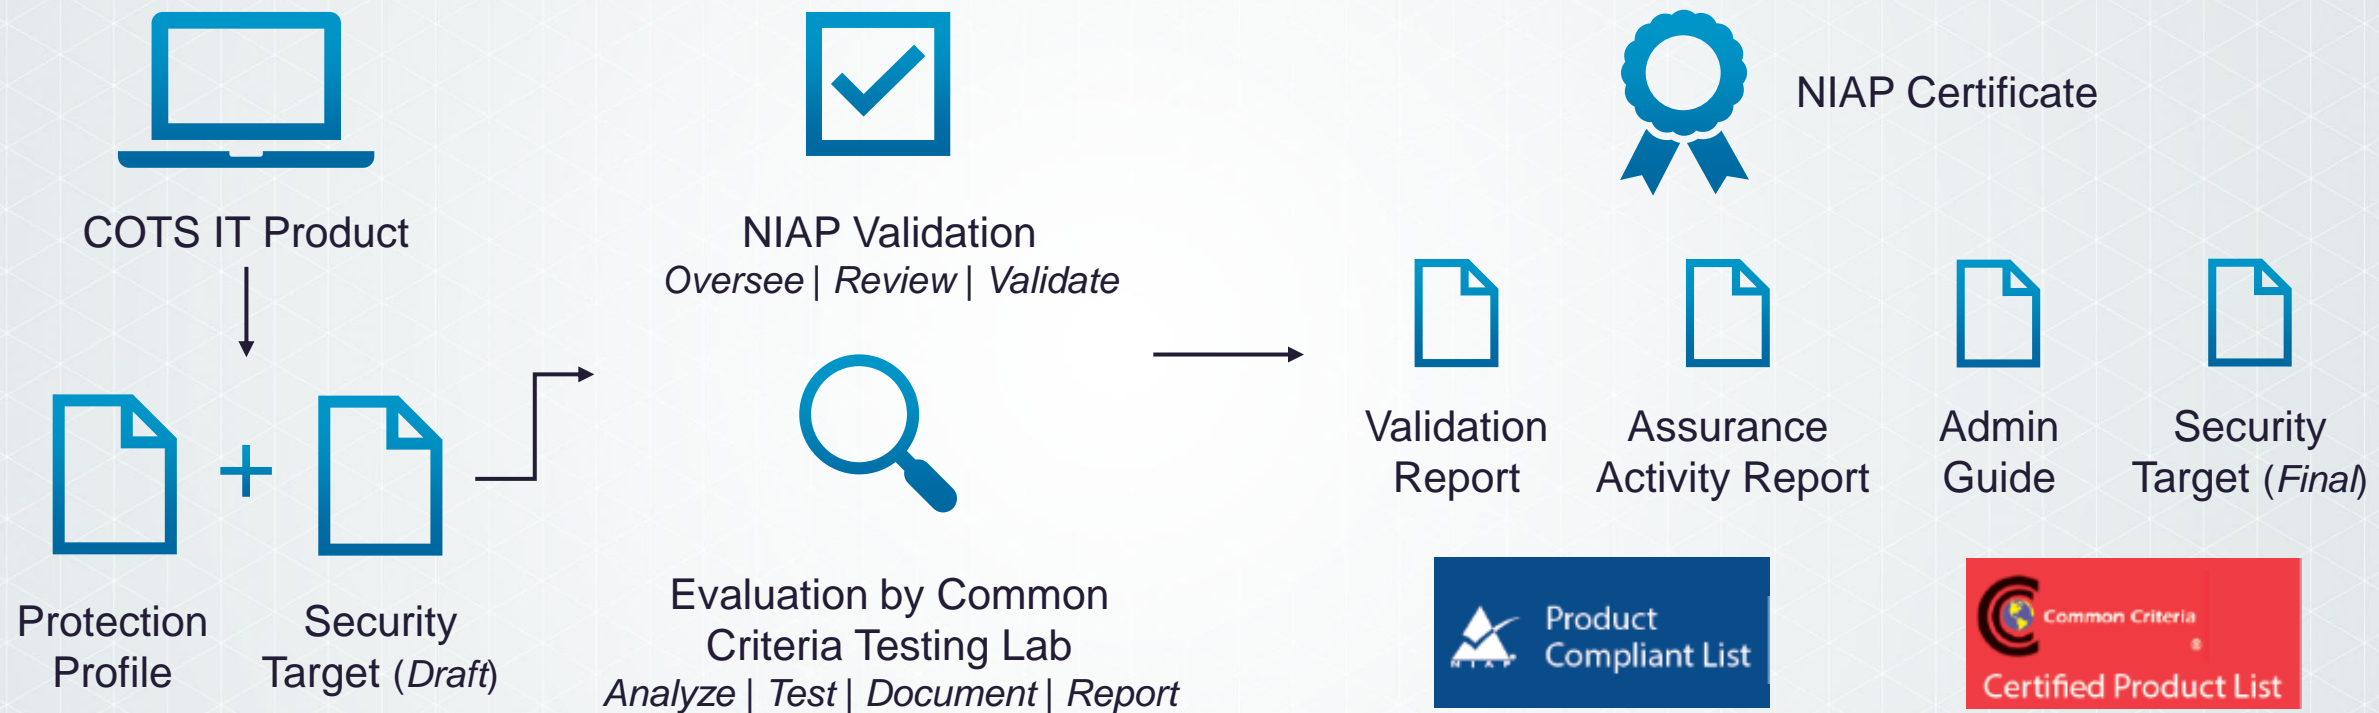 COTS IT Product
Protection
Profile
+
Security
Target (Draft)
NIAP Validation
Oversee | Review | Validate
Evaluation by Common
Criteria Testing Lab
Analyze | Test | Document | Report
NIAP Certificate
Validation
Report
Assurance
Activity Report
Admin
Guide
Security
Target (Final)
NIAP
Product
Compliant List
Common Criteria
®
Certified Product List